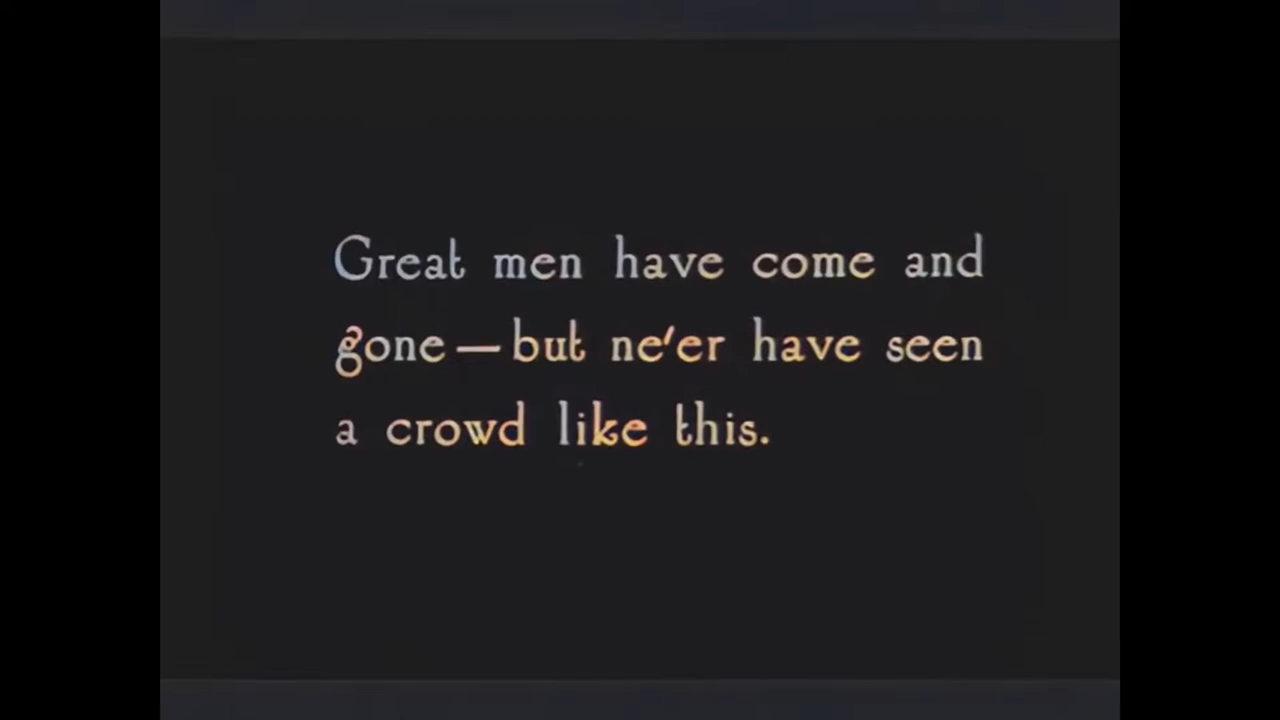 Great men have come and
gone—but ne'er have seen
a crowd like this.